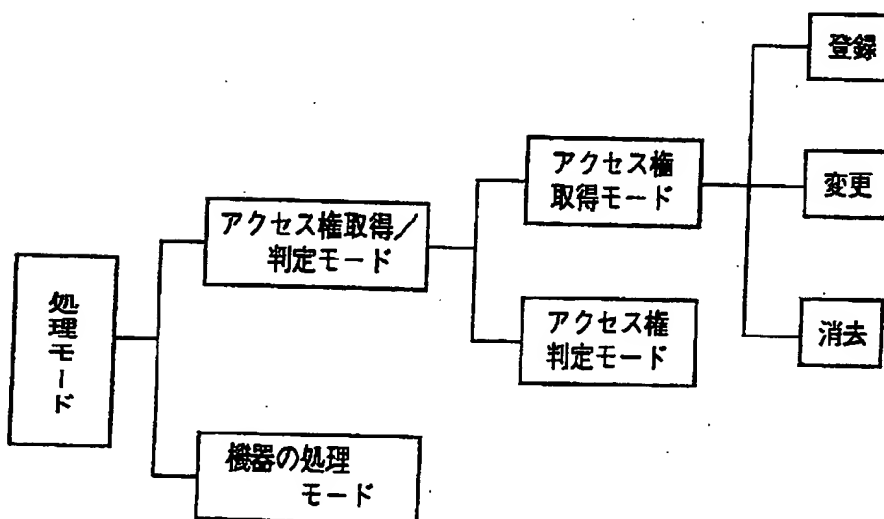 処理モード
アクセス権取得／
判定モード
機器の処理
モード
アクセス権
取得モード
アクセス権
判定モード
登録
変更
消去